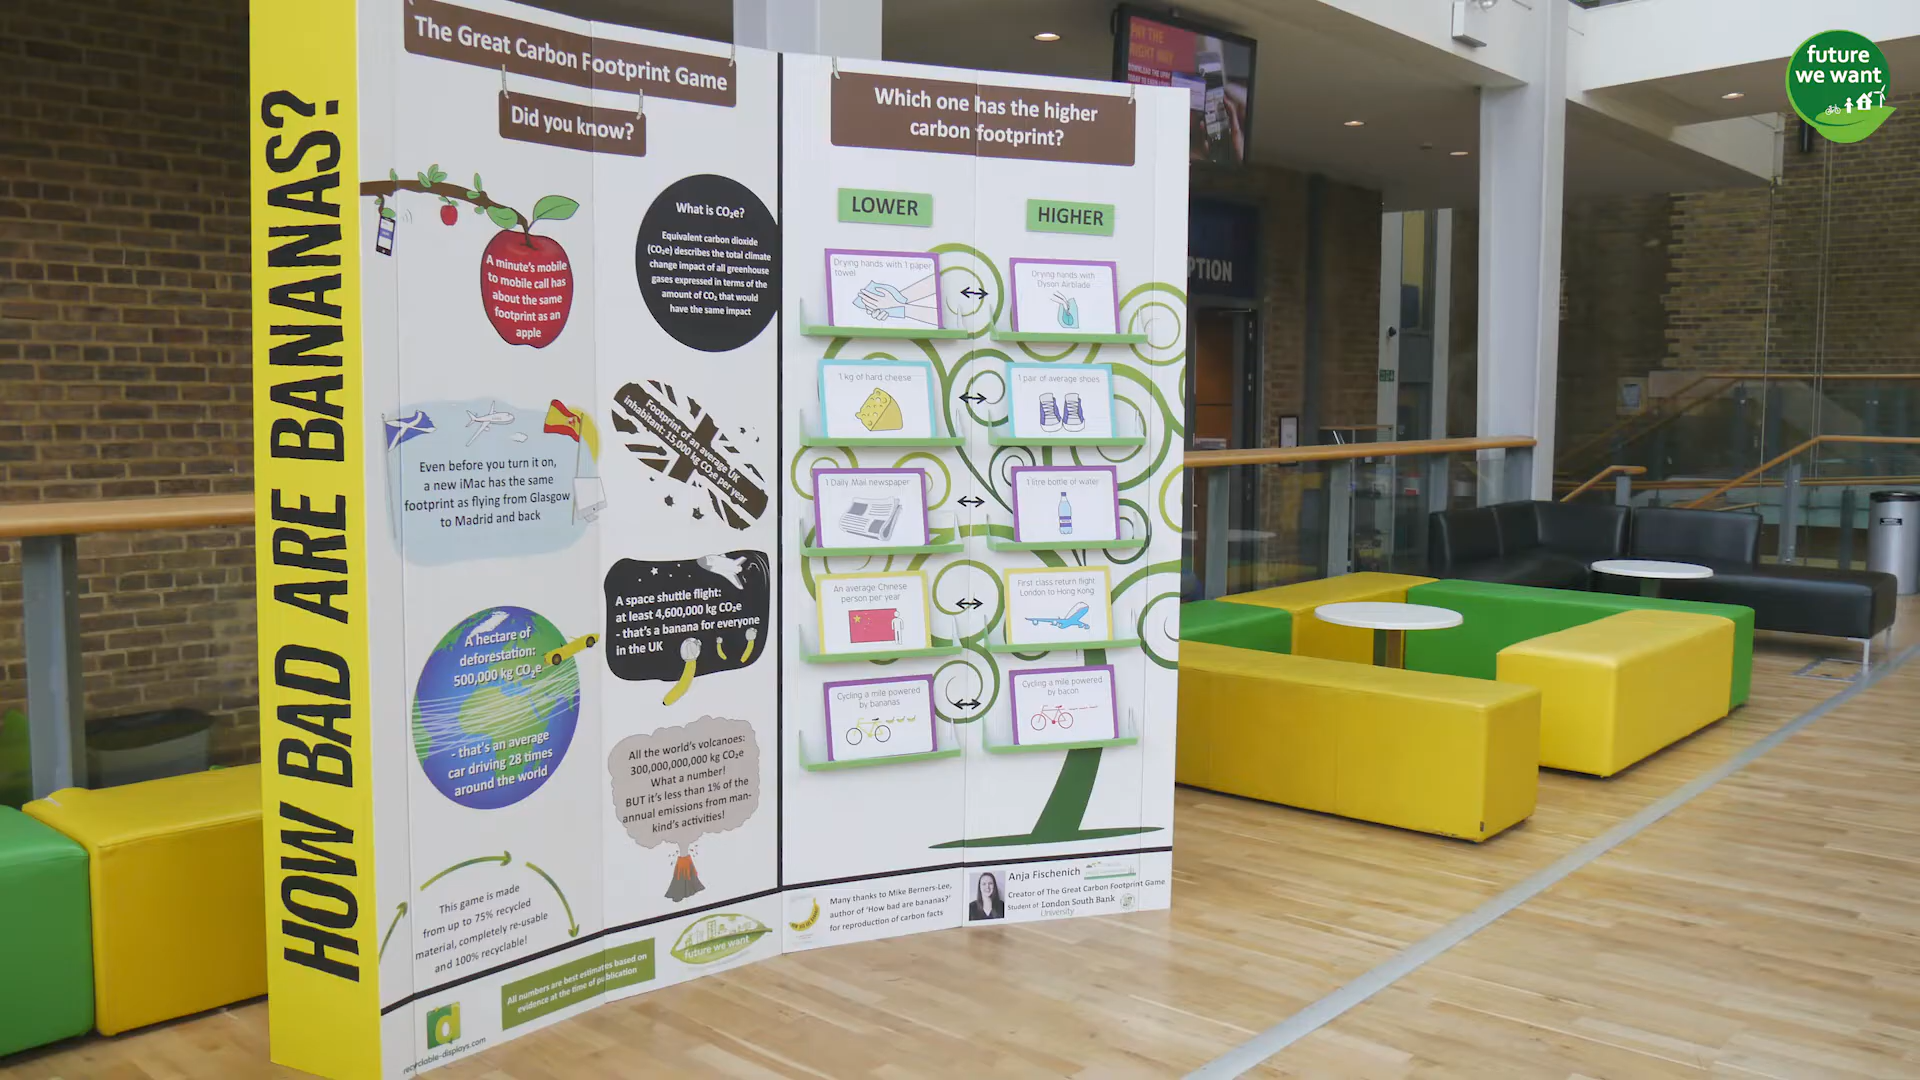 HOW BAD ARE BANANAS?
The Great Carbon Footprint Game
Did you know?
A minute's mobile
to mobile call has
about the same
footprint as an
apple
What is CO₂e?
Equivalent carbon dioxide
(CO₂e) describes the total climate
change impact of all greenhouse
gases expressed in terms of the
amount of CO₂ that would
have the same impact
Even before you turn it on,
a new iMac has the same
footprint as flying from Glasgow
to Madrid and back
Footprint of an average UK
inhabitant: 15,000 kg CO₂e per year
A hectare of
deforestation:
500,000 kg CO₂e
- that's an average
car driving 28 times
around the world
A space shuttle flight:
at least 4,600,000 kg CO₂e
- that's a banana for everyone
in the UK
All the world's volcanoes:
300,000,000,000 kg CO₂e
What a number!
BUT it's less than 1% of the
annual emissions from man-
kind's activities!
This game is made
from up to 75% recycled
material, completely re-usable
and 100% recyclable!
recyclable-displays.com
All numbers are best estimates based on
evidence at the time of publication
future we want
Which one has the higher
carbon footprint?
LOWER
HIGHER
Drying hands with 1 paper
towel
Drying hands with
Dyson Airblade
1 kg of hard cheese
1 pair of average shoes
1 Daily Mail newspaper
1 litre bottle of water
An average Chinese
person per year
First class return flight
London to Hong Kong
Cycling a mile powered
by bananas
Cycling a mile powered
by bacon
Many thanks to Mike Berners-Lee,
author of 'How bad are bananas?'
for reproduction of carbon facts
Anja Fischenich
Creator of The Great Carbon Footprint Game
Student of London South Bank
University
PAY THE
RIGHT WAY
PTION
future
we want